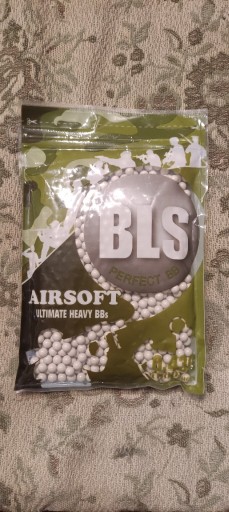 BLS
PERFECT BB
AIRSOFT
ULTIMATE HEAVY BBs